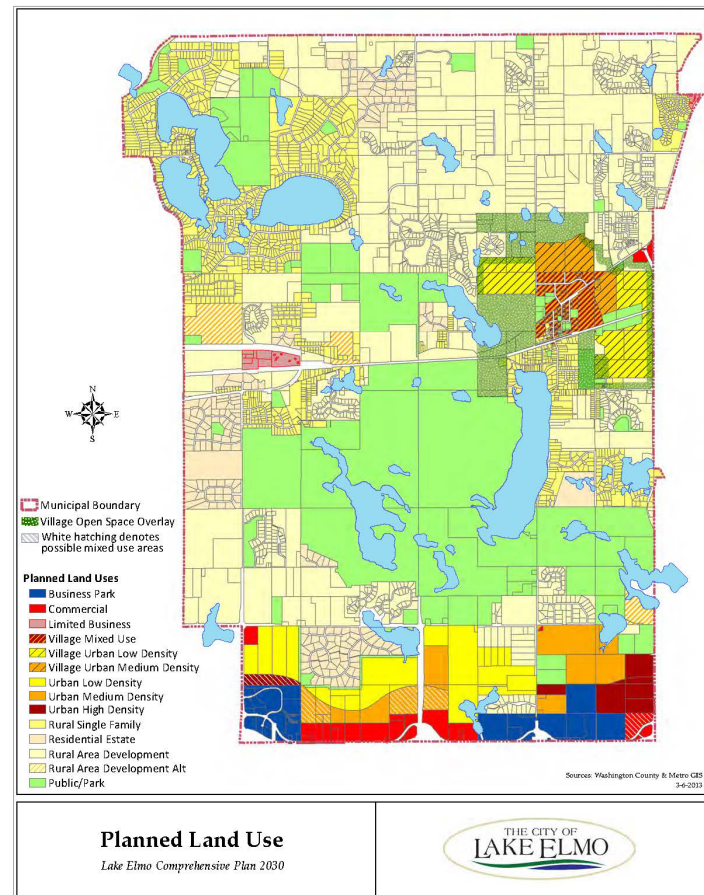 N
W
E
S
Municipal Boundary
Village Open Space Overlay
White hatching denotes
possible mixed use areas
Planned Land Uses
Business Park
Commercial
Limited Business
Village Mixed Use
Village Urban Low Density
Village Urban Medium Density
Urban Low Density
Urban Medium Density
Urban High Density
Rural Single Family
Residential Estate
Rural Area Development
Rural Area Development Alt
Public/Park
Sources: Washington County & Metro GIS
3-6-2013
Planned Land Use
Lake Elmo Comprehensive Plan 2030
THE CITY OF
LAKE ELMO